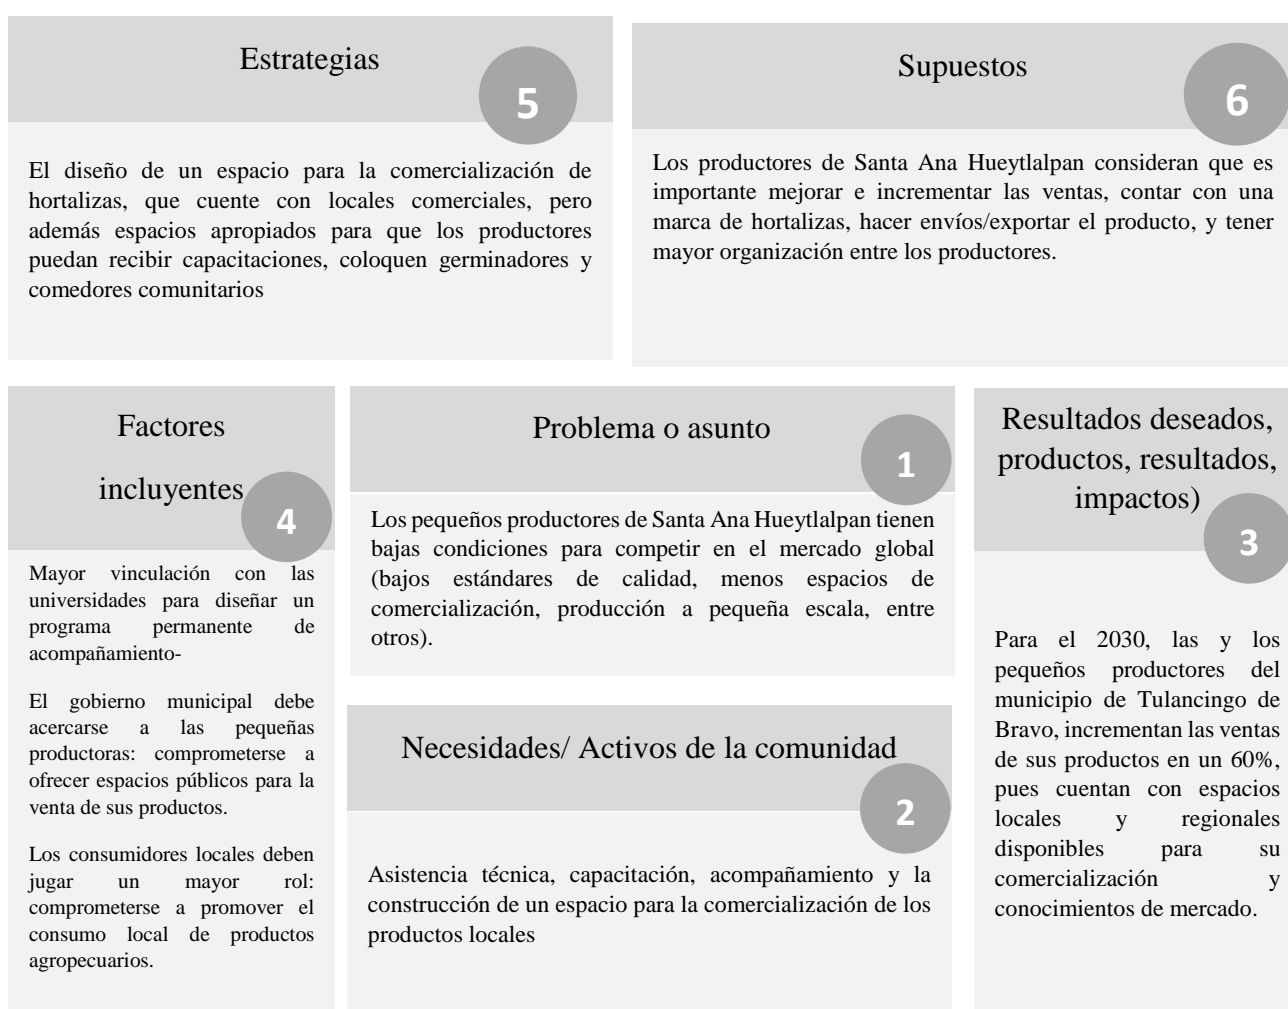 Estrategias
5
El diseño de un espacio para la comercialización de
hortalizas, que cuente con locales comerciales, pero
además espacios apropiados para que los productores
puedan recibir capacitaciones, coloquen germinadores y
comedores comunitarios
Supuestos
6
Los productores de Santa Ana Hueytlalpan consideran que es
importante mejorar e incrementar las ventas, contar con una
marca de hortalizas, hacer envíos/exportar el producto, y tener
mayor organización entre los productores.
Factores
incluyentes
4
Mayor vinculación con las
universidades para diseñar un
programa permanente de
acompañamiento-
El gobierno municipal debe
acercarse a las pequeñas
productoras: comprometerse a
ofrecer espacios públicos para la
venta de sus productos.
Los consumidores locales deben
jugar un mayor rol:
comprometerse a promover el
consumo local de productos
agropecuarios.
Problema o asunto
1
Los pequeños productores de Santa Ana Hueytlalpan tienen
bajas condiciones para competir en el mercado global
(bajos estándares de calidad, menos espacios de
comercialización, producción a pequeña escala, entre
otros).
Necesidades/ Activos de la comunidad
2
Asistencia técnica, capacitación, acompañamiento y la
construcción de un espacio para la comercialización de los
productos locales
Resultados deseados,
productos, resultados,
impactos)
3
Para el 2030, las y los
pequeños productores del
municipio de Tulancingo de
Bravo, incrementan las ventas
de sus productos en un 60%,
pues cuentan con espacios
locales y regionales
disponibles para su
comercialización y
conocimientos de mercado.